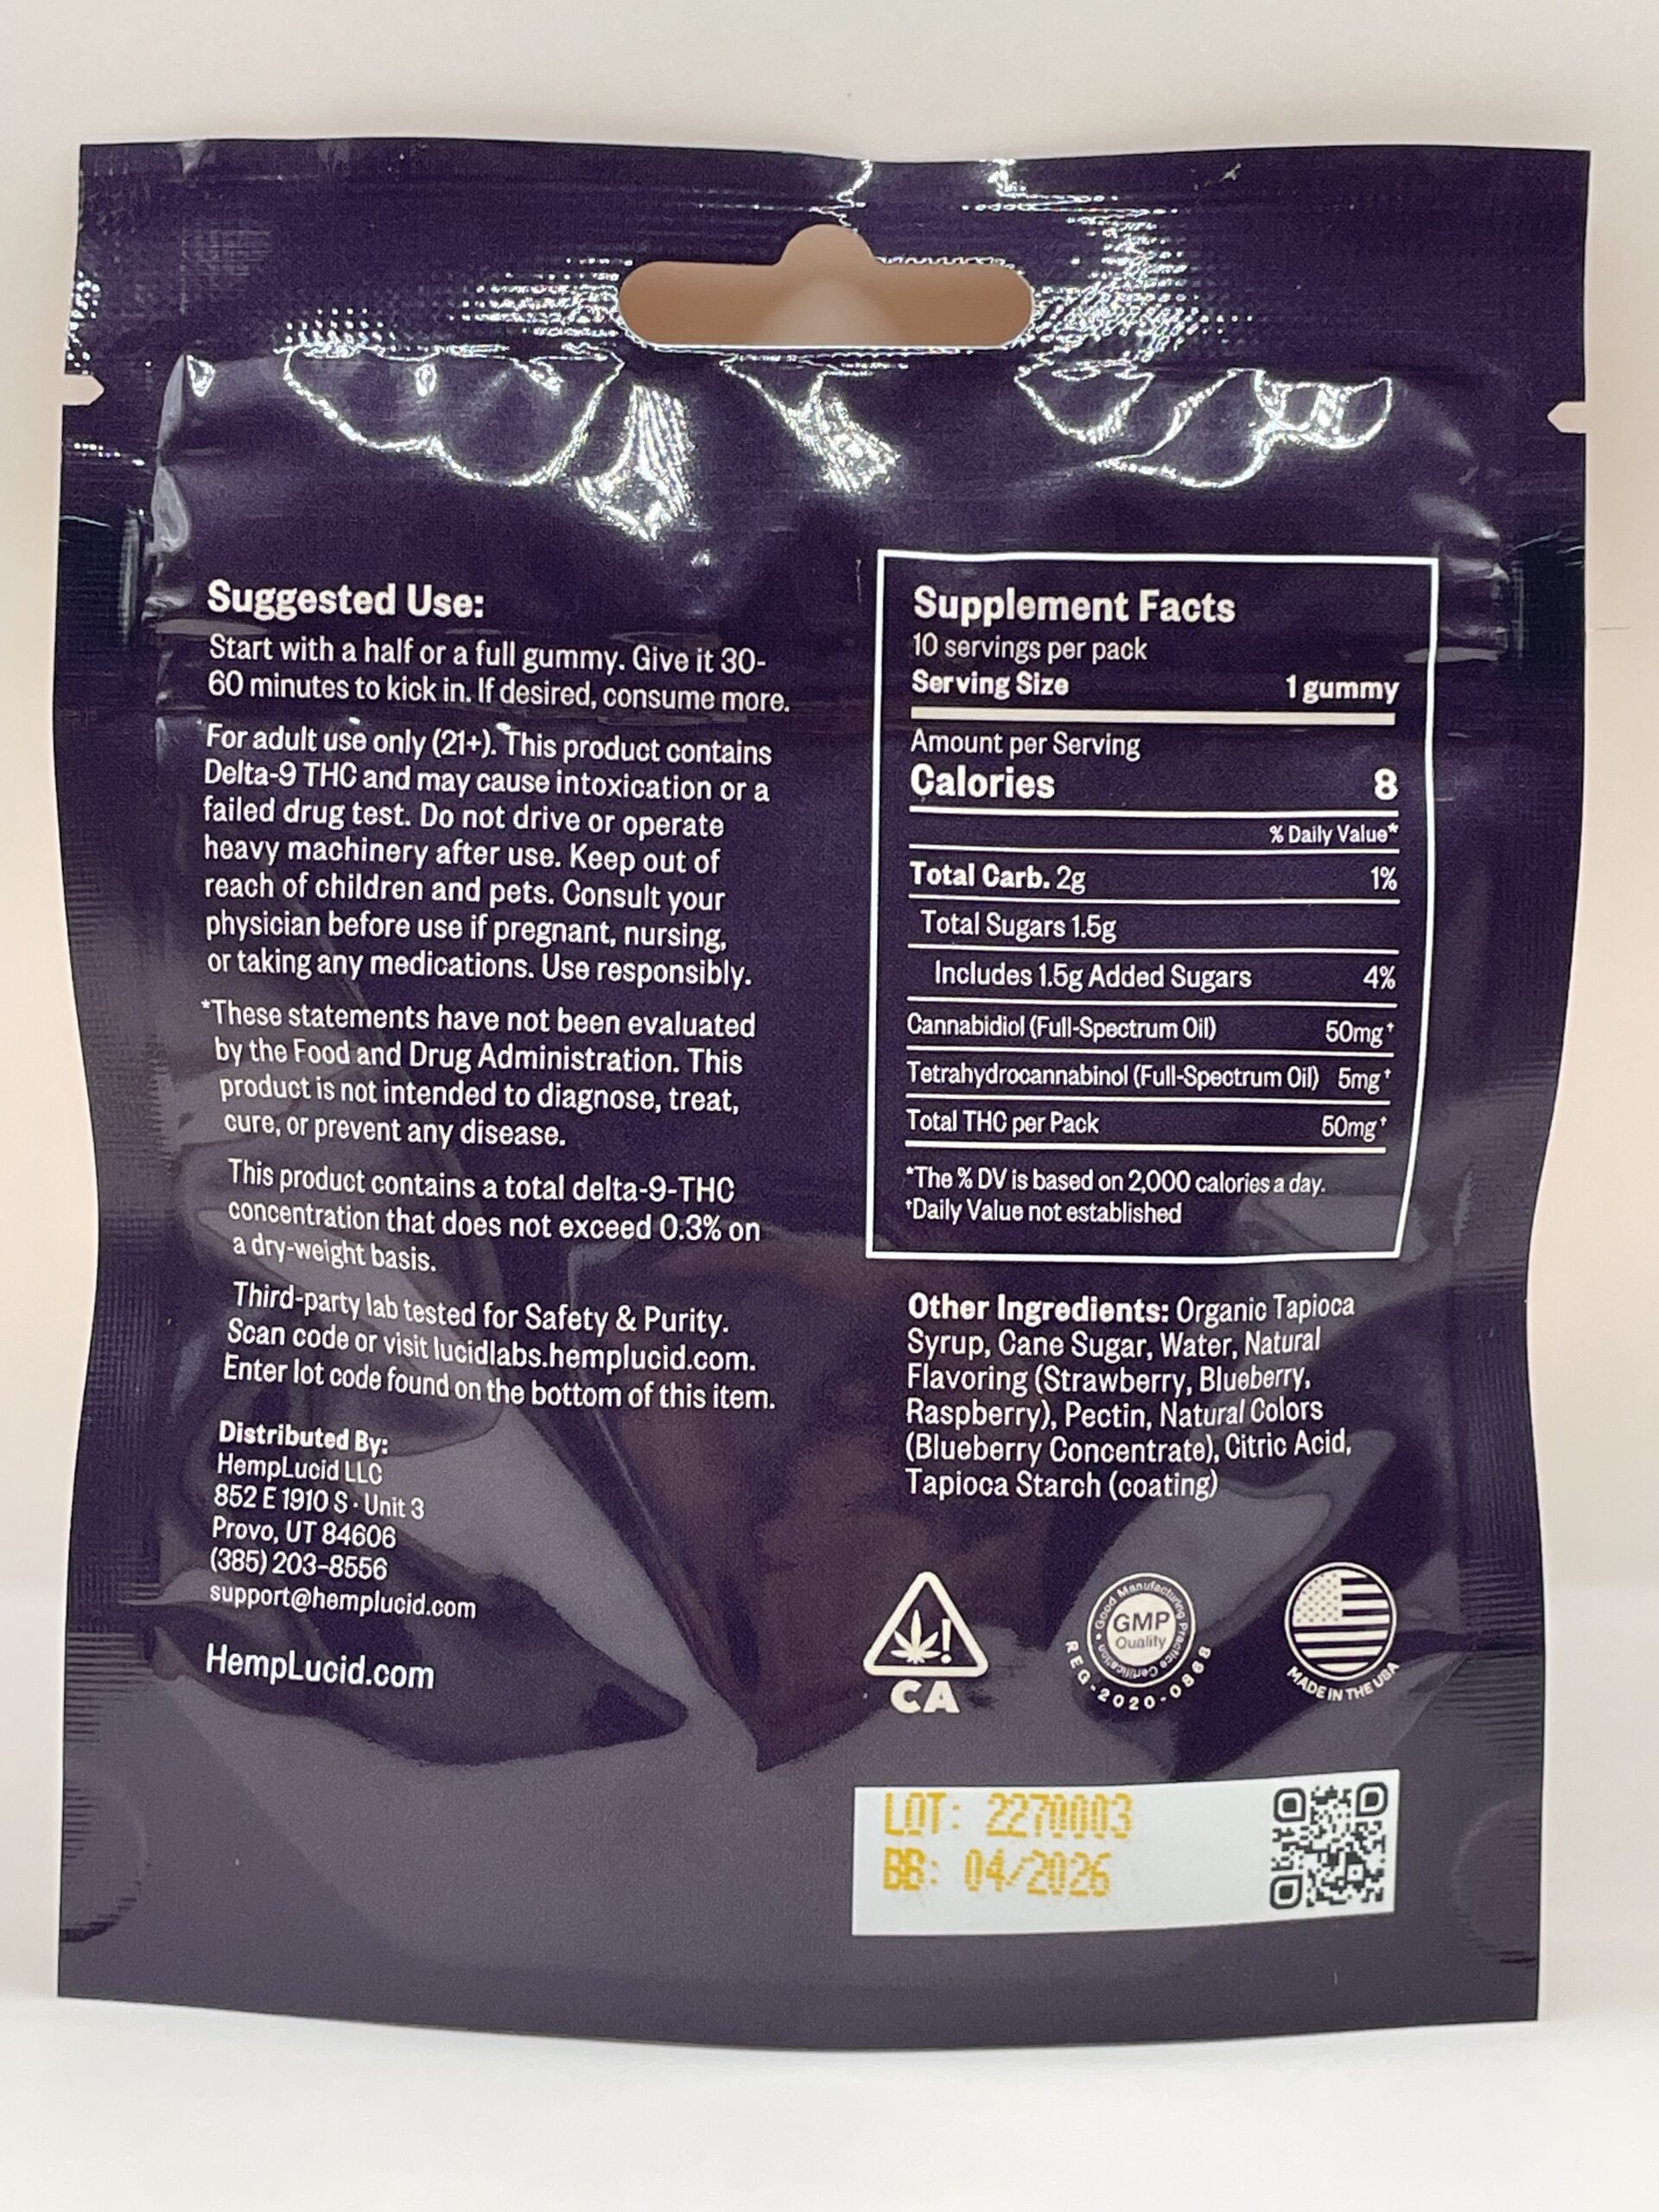 Suggested Use:
Start with a half or a full gummy. Give it 30-
60 minutes to kick in. If desired, consume more.
For adult use only (21+). This product contains
Delta-9 THC and may cause intoxication or a
failed drug test. Do not drive or operate
heavy machinery after use. Keep out of
reach of children and pets. Consult your
physician before use if pregnant, nursing,
or taking any medications. Use responsibly.
*These statements have not been evaluated
by the Food and Drug Administration. This
product is not intended to diagnose, treat,
cure, or prevent any disease.
This product contains a total delta-9-THC
concentration that does not exceed 0.3% on
a dry-weight basis.
Third-party lab tested for Safety & Purity.
Scan code or visit lucidlabs.hemplucid.com.
Enter lot code found on the bottom of this item.
Distributed By:
HempLucid LLC
852 E 1910 S · Unit 3
Provo, UT 84606
(385) 203-8556
support@hemplucid.com
HempLucid.com
Supplement Facts
10 servings per pack
Serving Size 1 gummy
Amount per Serving
Calories 8
% Daily Value*
Total Carb. 2g 1%
Total Sugars 1.5g
Includes 1.5g Added Sugars 4%
Cannabidiol (Full-Spectrum Oil) 50mg†
Tetrahydrocannabinol (Full-Spectrum Oil) 5mg†
Total THC per Pack 50mg†
*The % DV is based on 2,000 calories a day.
†Daily Value not established
Other Ingredients: Organic Tapioca
Syrup, Cane Sugar, Water, Natural
Flavoring (Strawberry, Blueberry,
Raspberry), Pectin, Natural Colors
(Blueberry Concentrate), Citric Acid,
Tapioca Starch (coating)
!
CA
Good Manufacturing Practice Certification
GMP
Quality
REG-2020-0868
MADE IN THE USA
LOT: 2270003
BB: 04/2026